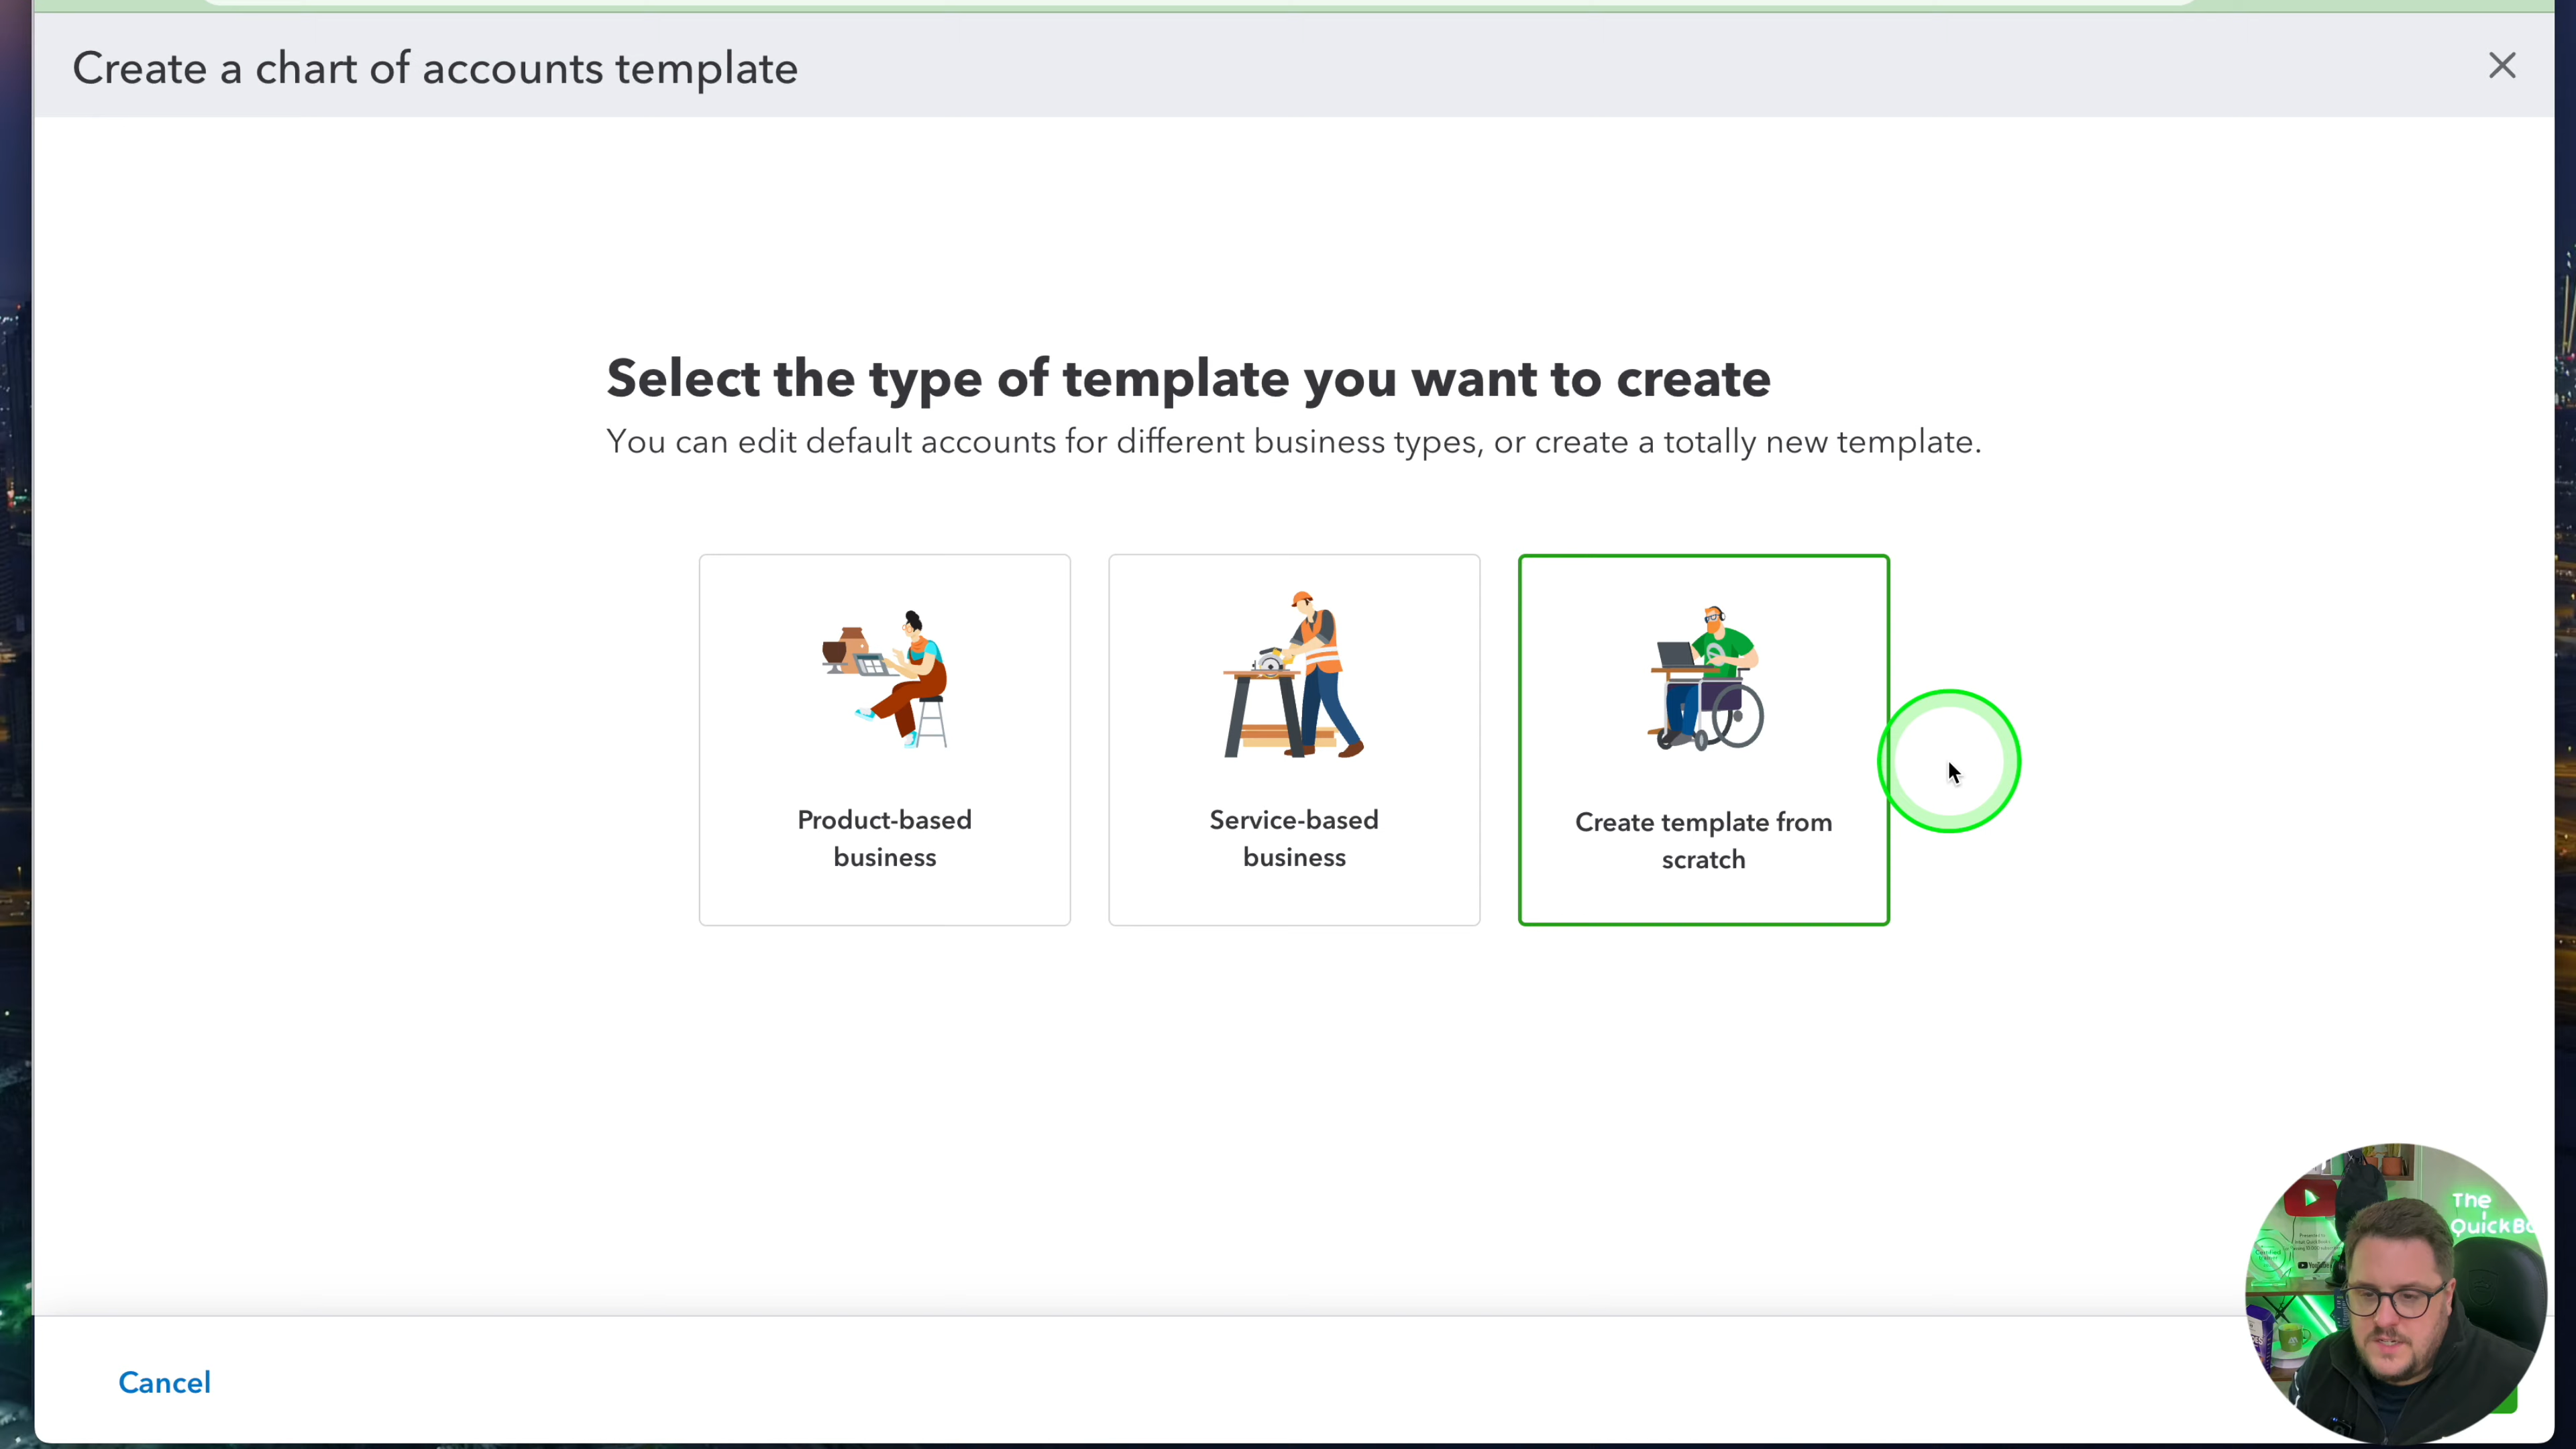 Create a chart of accounts template
Select the type of template you want to create
You can edit default accounts for different business types, or create a totally new template.
Product-based
business
Service-based
business
Create template from
scratch
Cancel
The
YouTube